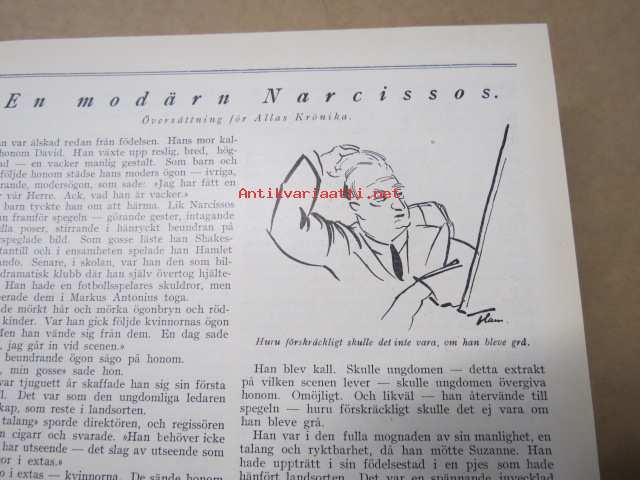 En modärn Narcissos.
Översättning för Allas Krönika.
an var älskad redan från födelsen. Hans mor kal-
honom David. Han växte upp reslig, bred, hög-
ad — en vacker manlig gestalt. Som barn och
följde honom städse hans moders ögon — ivriga,
rande, modersögon, som sade: »Jag har fått en
r vår Herre. Ack, vad han är vacker.»
barn tyckte han om att härma. Lik Narcissos
an framför spegeln — görande gester, intagande
lla poser, stirrande i hänryckt beundran på
speglade bild. Som gosse läste han Shakes-
tantill och i ensamheten spelade han Hamlet
ando. Senare, i skolan, var han den som bil-
dramatisk klubb där han själv övertog hjälte-
Han hade en fotbollsspelares skuldror, men
erade dem i Markus Antonius toga.
de mörkt hår och mörka ögonbryn och röd-
kinder. Var han gick följde kvinnornas ögon
Men han vände sig från dem. En dag sade
, jag går in vid scenen.»
beundrande ögon sågo på honom.
, min gosse» sade hon.
var tjuguett år skaffade han sig sin första
l. Det var som den ungdomliga ledaren
kap, som reste i landsorten.
talang» sporde direktören, och regissören
n cigarr och svarade. »Han behöver icke
har utseende — det slag av utseende som
or i extas.»
o i extas — kvinnorna. De sände honom
Antikvariaatti.net
Ham.
Huru förskräckligt skulle det inte vara, om han bleve grå.
Han blev kall. Skulle ungdomen — detta extrakt
på vilken scenen lever — skulle ungdomen övergiva
honom. Omöjligt. Och likväl — han återvände till
spegeln — huru förskräckligt skulle det ej vara om
han bleve grå.
Han var i den fulla mognaden av sin manlighet, en
talang och ryktbarhet, då han mötte Suzanne. Han
hade uppträtt i sin födelsestad i en pjes som hade
hänfört landsorten. Det var en spännande invecklad